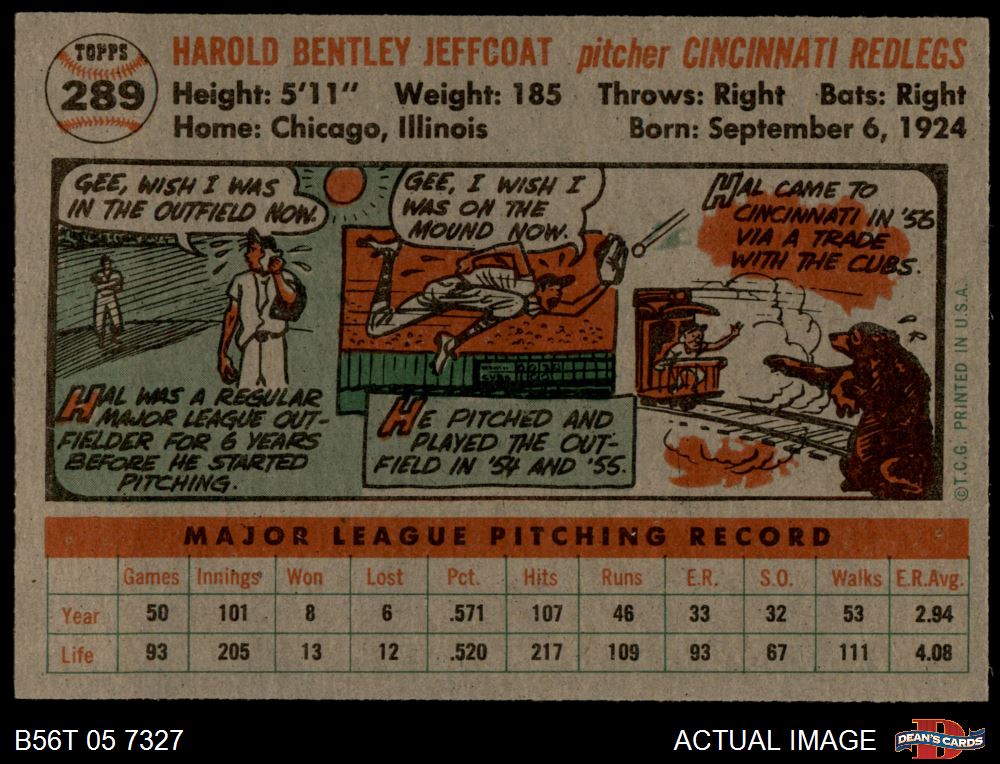 TOPPS
289
HAROLD BENTLEY JEFFCOAT pitcher CINCINNATI REDLEGS
Height: 5'11" Weight: 185 Throws: Right Bats: Right
Home: Chicago, Illinois Born: September 6, 1924
GEE, WISH I WAS
IN THE OUTFIELD NOW.
HAL WAS A REGULAR
MAJOR LEAGUE OUT-
FIELDER FOR 6 YEARS
BEFORE HE STARTED
PITCHING.
GEE, I WISH I
WAS ON THE
MOUND NOW.
HE PITCHED AND
PLAYED THE OUT-
FIELD IN '54 AND '55.
HAL CAME TO
CINCINNATI IN '56
VIA A TRADE
WITH THE CUBS.
©T.C.G. PRINTED IN U.S.A.
MAJOR LEAGUE PITCHING RECORD
Games Innings Won Lost Pct. Hits Runs E.R. S.O. Walks E.R.Avg.
Year 50 101 8 6 .571 107 46 33 32 53 2.94
Life 93 205 13 12 .520 217 109 93 67 111 4.08
B56T 05 7327 ACTUAL IMAGE
DEAN'S CARDS